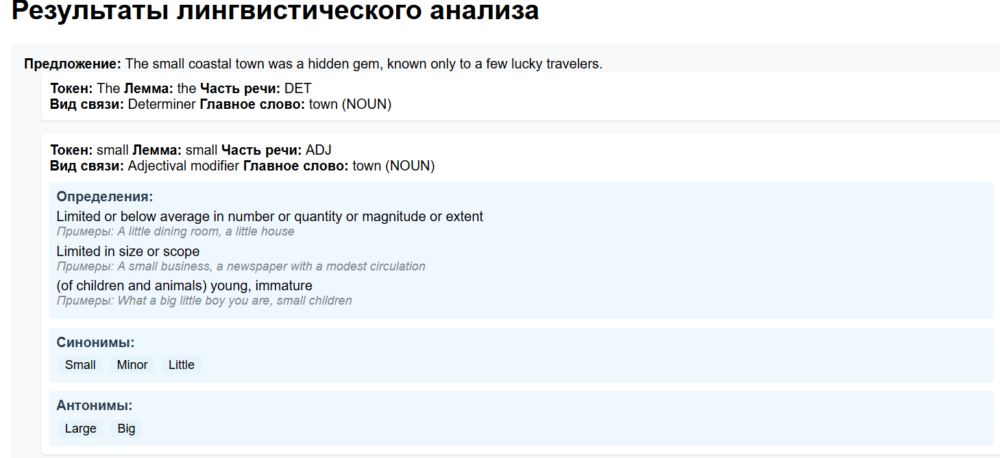 Результаты лингвистического анализа
Предложение: The small coastal town was a hidden gem, known only to a few lucky travelers.
Токен: The Лемма: the Часть речи: DET
Вид связи: Determiner Главное слово: town (NOUN)
Токен: small Лемма: small Часть речи: ADJ
Вид связи: Adjectival modifier Главное слово: town (NOUN)
Определения:
Limited or below average in number or quantity or magnitude or extent
Примеры: A little dining room, a little house
Limited in size or scope
Примеры: A small business, a newspaper with a modest circulation
(of children and animals) young, immature
Примеры: What a big little boy you are, small children
Синонимы:
Small Minor Little
Антонимы:
Large Big